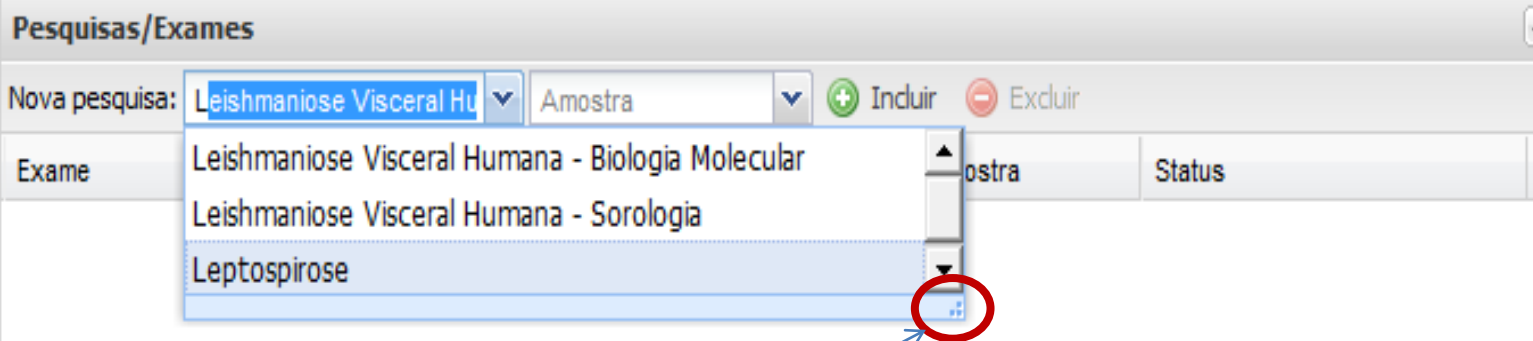 Pesquisas/Exames
Nova pesquisa: Leishmaniose Visceral Hu Amostra Incluir Excluir
Exame ostra Status
Leishmaniose Visceral Humana - Biologia Molecular
Leishmaniose Visceral Humana - Sorologia
Leptospirose